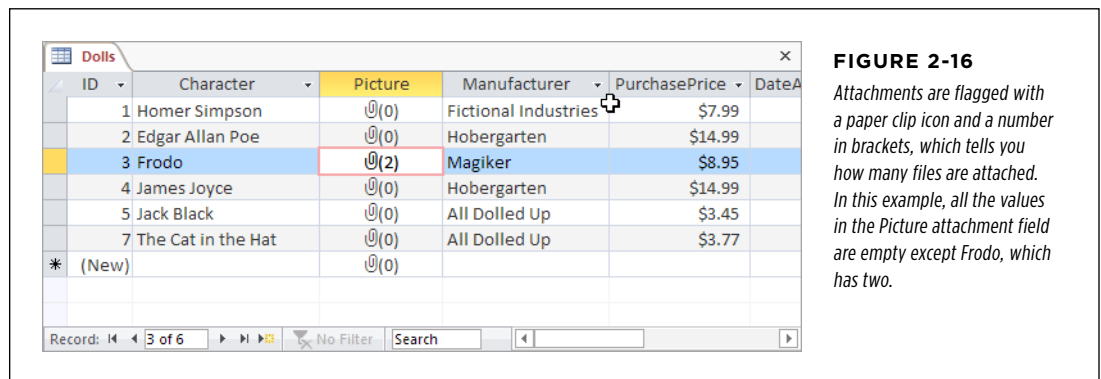 Dolls
ID Character Picture Manufacturer PurchasePrice DateA
1 Homer Simpson (0) Fictional Industries $7.99
2 Edgar Allan Poe (0) Hobergarten $14.99
3 Frodo (2) Magiker $8.95
4 James Joyce (0) Hobergarten $14.99
5 Jack Black (0) All Dolled Up $3.45
7 The Cat in the Hat (0) All Dolled Up $3.77
* (New) (0)
Record: 3 of 6 No Filter Search
FIGURE 2-16
Attachments are flagged with
a paper clip icon and a number
in brackets, which tells you
how many files are attached.
In this example, all the values
in the Picture attachment field
are empty except Frodo, which
has two.